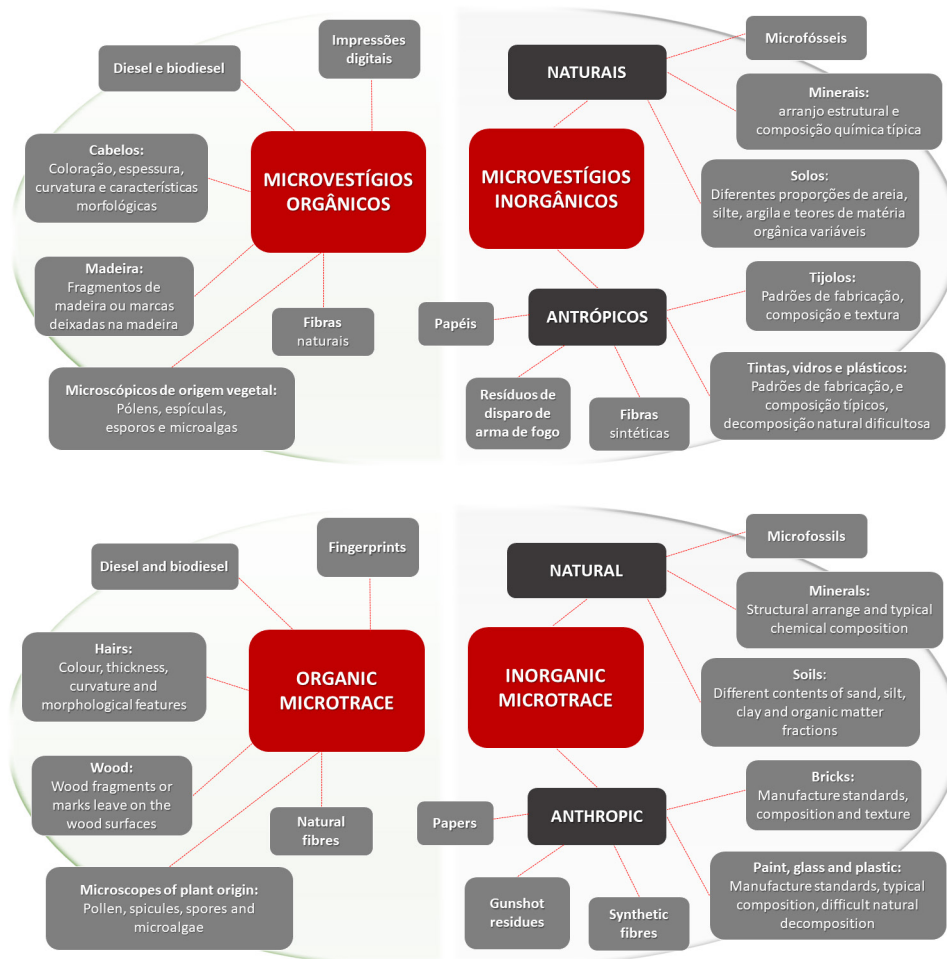 Diesel e biodiesel
Impressões
digitais
Cabelos:
Coloração, espessura,
curvatura e características
morfológicas
MICROVESTÍGIOS
ORGÂNICOS
Madeira:
Fragmentos de
madeira ou marcas
deixadas na madeira
Fibras
naturais
Microscópicos de origem vegetal:
Pólens, espículas,
esporos e microalgas
NATURAIS
Microfósseis
Minerais:
arranjo estrutural e
composição química típica
MICROVESTÍGIOS
INORGÂNICOS
Solos:
Diferentes proporções de areia,
silte, argila e teores de matéria
orgânica variáveis
Tijolos:
Padrões de fabricação,
composição e textura
Papéis
ANTRÓPICOS
Resíduos de
disparo de
arma de fogo
Fibras
sintéticas
Tintas, vidros e plásticos:
Padrões de fabricação, e
composição típicos,
decomposição natural dificultosa
Diesel and biodiesel
Fingerprints
Hairs:
Colour, thickness,
curvature and
morphological features
ORGANIC
MICROTRACE
Wood:
Wood fragments or
marks leave on the
wood surfaces
Natural
fibres
Microscopes of plant origin:
Pollen, spicules, spores and
microalgae
NATURAL
Microfossils
Minerals:
Structural arrange and typical
chemical composition
INORGANIC
MICROTRACE
Soils:
Different contents of sand, silt,
clay and organic matter
fractions
Bricks:
Manufacture standards,
composition and texture
Papers
ANTHROPIC
Gunshot
residues
Synthetic
fibres
Paint, glass and plastic:
Manufacture standards, typical
composition, difficult natural
decomposition